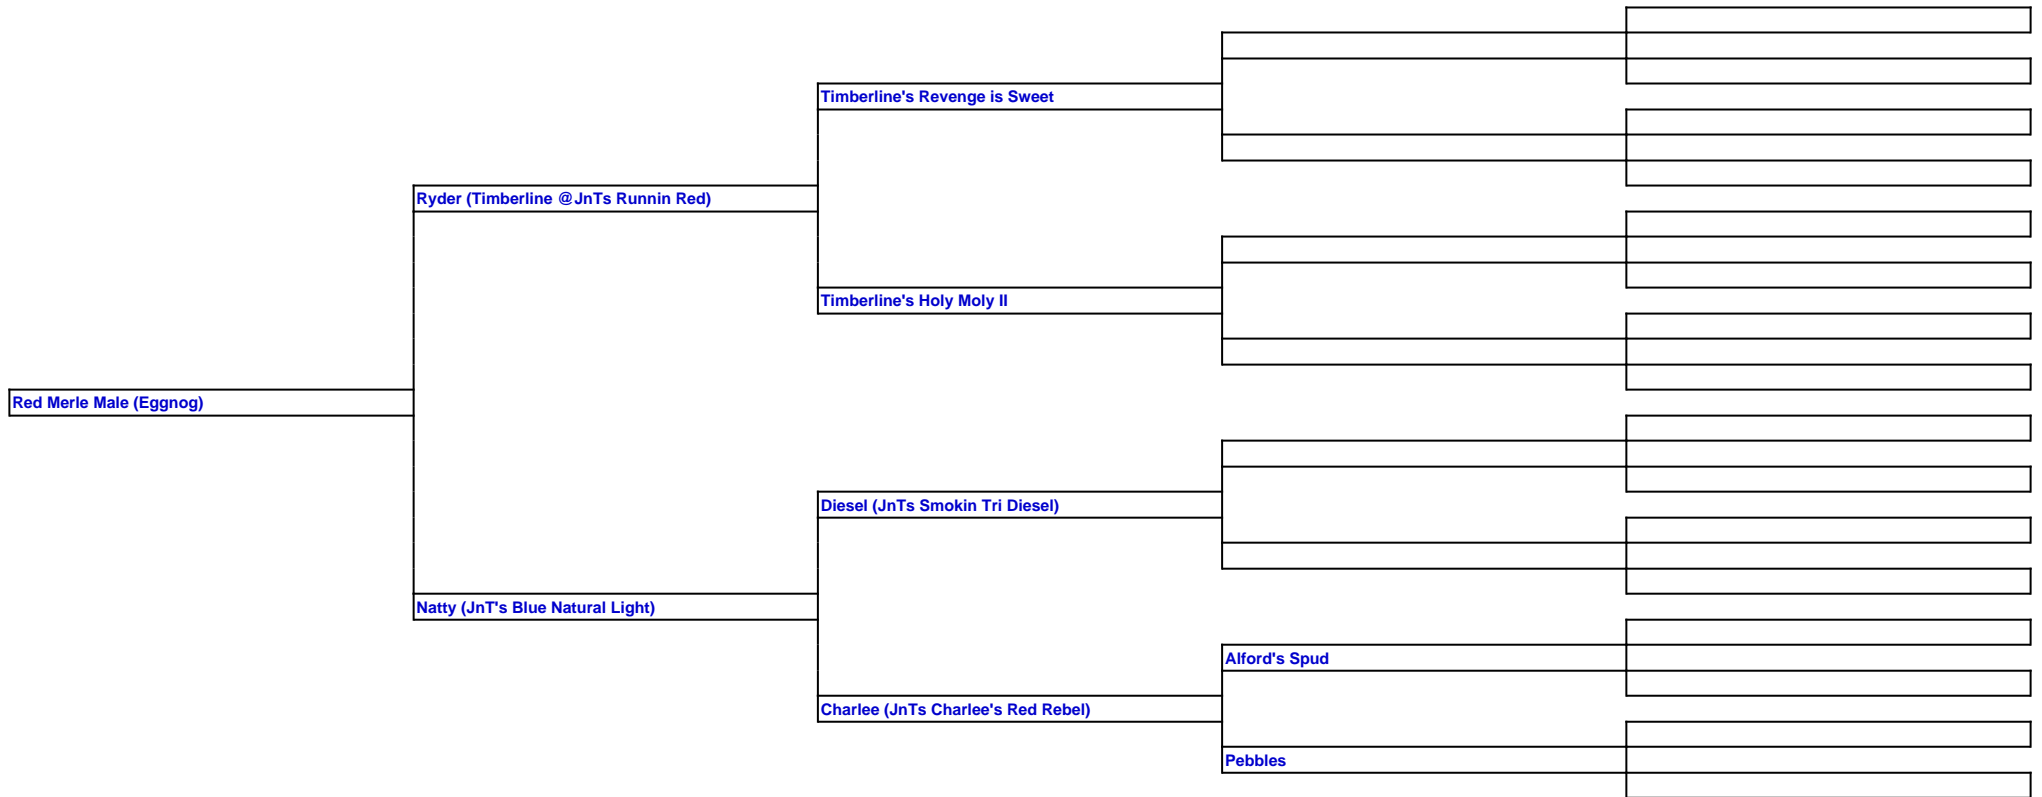 Timberline's Revenge is Sweet
Ryder (Timberline @JnTs Runnin Red)
Timberline's Holy Moly II
Red Merle Male (Eggnog)
Diesel (JnTs Smokin Tri Diesel)
Natty (JnT's Blue Natural Light)
Alford's Spud
Charlee (JnTs Charlee's Red Rebel)
Pebbles